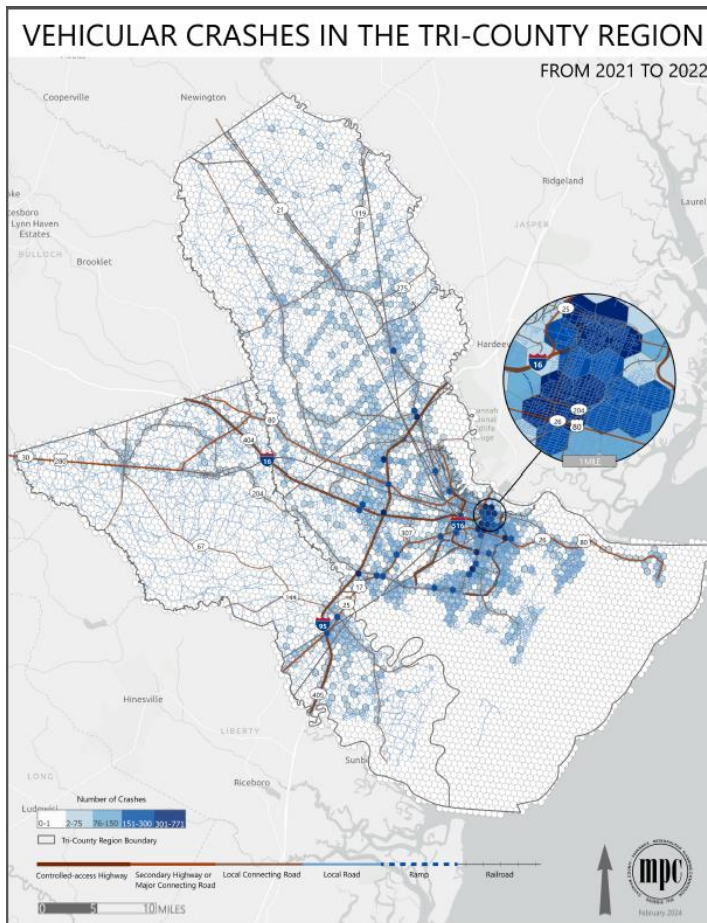 VEHICULAR CRASHES IN THE TRI-COUNTY REGION
FROM 2021 TO 2022
Cooperville
Newington
Ridgeland
Lynn Haven
Estates
JASPER
BULLOCH
Brooklet
21
119
275
25
16
204
26
80
1 MILE
80
404
16
30
280
204
67
516
307
26
80
17
144
25
95
405
Hinesville
LIBERTY
LONG
Riceboro
Number of Crashes
0-1
2-75
76-150
151-300
301-771
Tri-County Region Boundary
Controlled-access Highway
Secondary Highway or
Major Connecting Road
Local Connecting Road
Local Road
Ramp
Railroad
0
5
10 MILES
mpc
February 2024